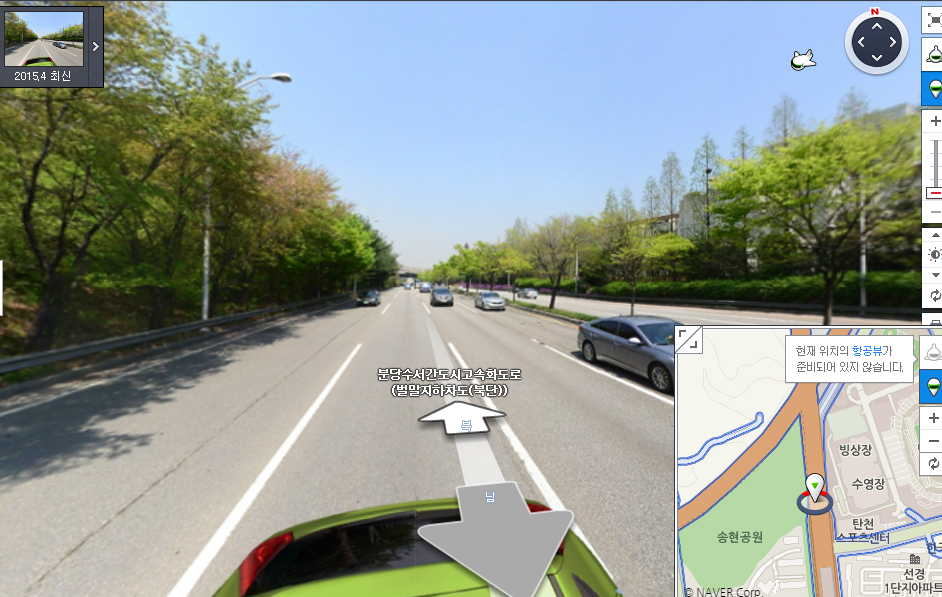 2015.4 최신
N
분당수서간도시고속화도로
(벌말지하차도(북단))
북
남
현재 위치의 항공뷰가
준비되어 있지 않습니다.
빙상장
수영장
탄천
스포츠센터
송현공원
선경
1단지아파트
© NAVER Corp.